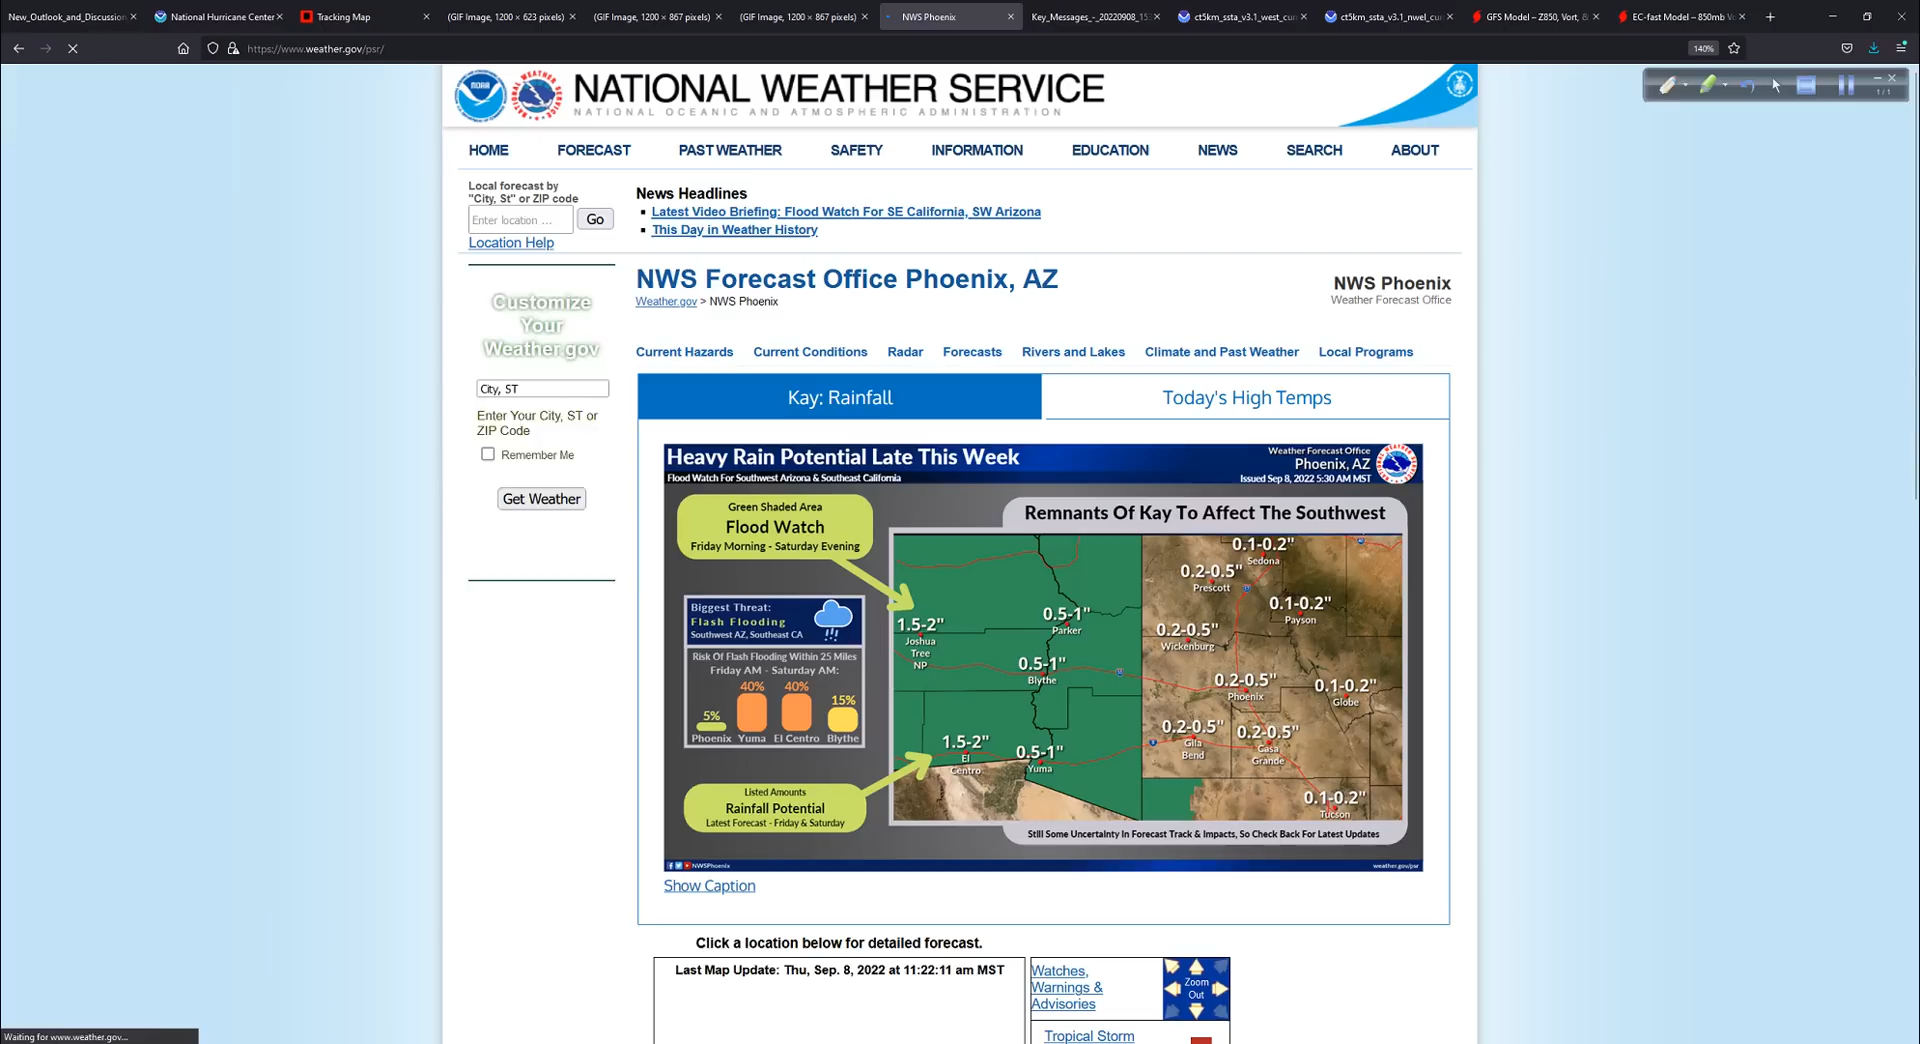 New_Outlook_and_Discussion
National Hurricane Center
Tracking Map
(GIF Image, 1200 × 623 pixels)
(GIF Image, 1200 × 867 pixels)
(GIF Image, 1200 × 867 pixels)
NWS Phoenix
Key_Messages_-_20220908_15
ct5km_ssta_v3.1_west_cur
ct5km_ssta_v3.1_nwel_cur
GFS Model – Z850, Vort, &
EC-fast Model – 850mb Vo
https://www.weather.gov/psr/
140%
1/1
NOAA
NATIONAL WEATHER SERVICE
NATIONAL OCEANIC AND ATMOSPHERIC ADMINISTRATION
HOME
FORECAST
PAST WEATHER
SAFETY
INFORMATION
EDUCATION
NEWS
SEARCH
ABOUT
Local forecast by
"City, St" or ZIP code
Enter location ...
Go
Location Help
News Headlines
Latest Video Briefing: Flood Watch For SE California, SW Arizona
This Day in Weather History
Customize
Your
Weather.gov
City, ST
Enter Your City, ST or
ZIP Code
Remember Me
Get Weather
NWS Forecast Office Phoenix, AZ
Weather.gov > NWS Phoenix
NWS Phoenix
Weather Forecast Office
Current Hazards
Current Conditions
Radar
Forecasts
Rivers and Lakes
Climate and Past Weather
Local Programs
Kay: Rainfall
Today's High Temps
Heavy Rain Potential Late This Week
Flood Watch For Southwest Arizona & Southeast California
Weather Forecast Office
Phoenix, AZ
Issued Sep 8, 2022 5:30 AM MST
Green Shaded Area
Flood Watch
Friday Morning - Saturday Evening
Biggest Threat:
Flash Flooding
Southwest AZ, Southeast CA
Risk Of Flash Flooding Within 25 Miles
Friday AM - Saturday AM:
5%
40%
40%
15%
Phoenix
Yuma
El Centro
Blythe
Listed Amounts
Rainfall Potential
Latest Forecast - Friday & Saturday
Remnants Of Kay To Affect The Southwest
0.1-0.2"
Sedona
0.2-0.5"
Prescott
0.1-0.2"
Payson
1.5-2"
Joshua
Tree
NP
0.5-1"
Parker
0.2-0.5"
Wickenburg
0.5-1"
Blythe
0.2-0.5"
Phoenix
0.1-0.2"
Globe
1.5-2"
El
Centro
0.5-1"
Yuma
0.2-0.5"
Gila
Bend
0.2-0.5"
Casa
Grande
0.1-0.2"
Tucson
Still Some Uncertainty In Forecast Track & Impacts, So Check Back For Latest Updates
NWSPhoenix
weather.gov/psr
Show Caption
Click a location below for detailed forecast.
Last Map Update: Thu, Sep. 8, 2022 at 11:22:11 am MST
Watches,
Warnings &
Advisories
Zoom
Out
Tropical Storm
Waiting for www.weather.gov...